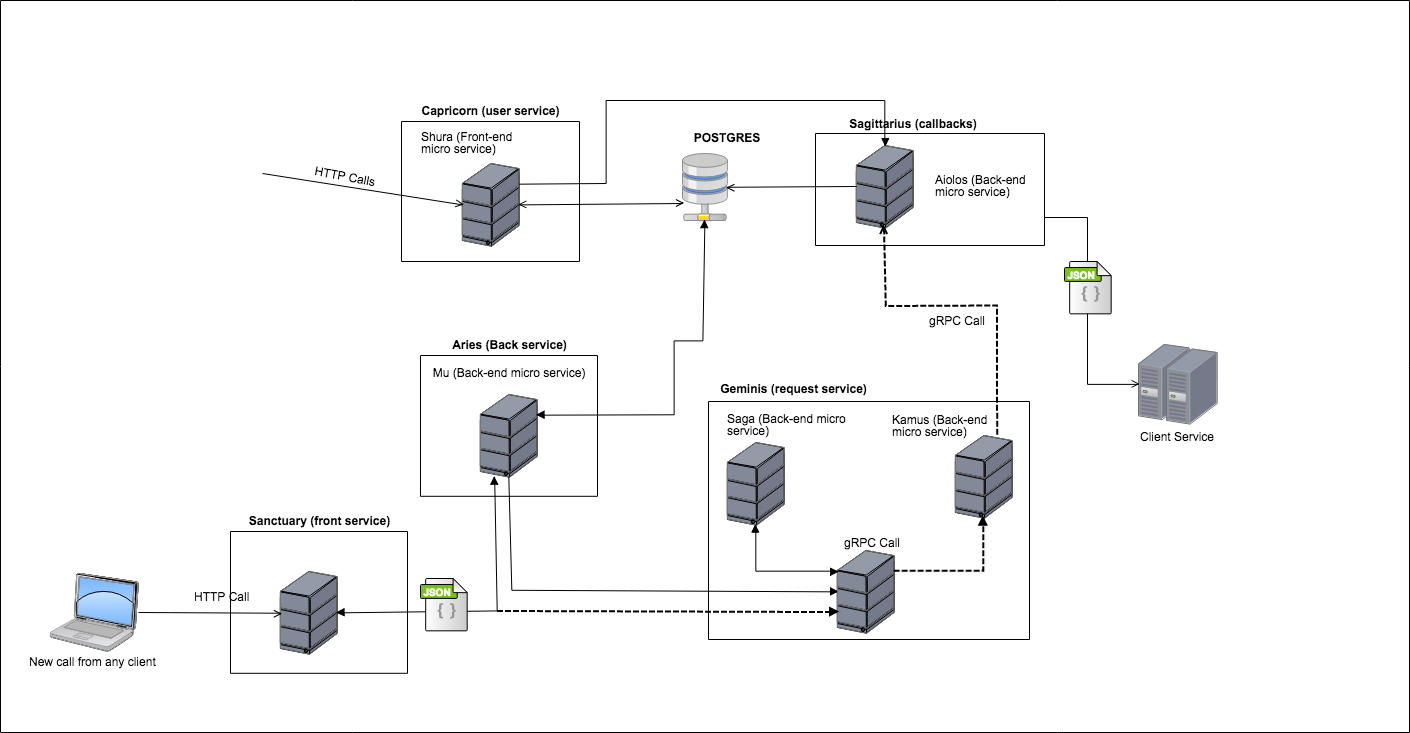 Capricorn (user service)
Shura (Front-end
micro service)
HTTP Calls
POSTGRES
Sagittarius (callbacks)
Aiolos (Back-end
micro service)
JSON
{ }
gRPC Call
Client Service
Aries (Back service)
Mu (Back-end micro service)
Geminis (request service)
Saga (Back-end micro
service)
Kamus (Back-end
micro service)
gRPC Call
Sanctuary (front service)
HTTP Call
JSON
{ }
New call from any client